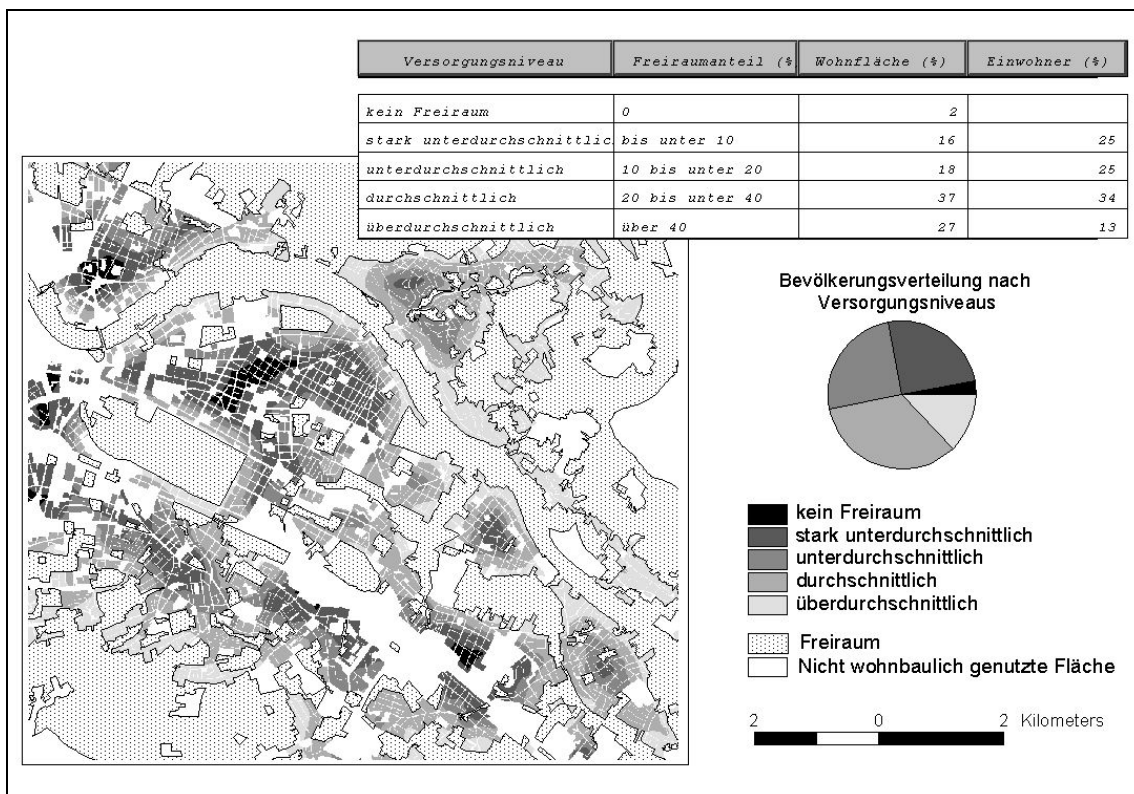 Versorgungsniveau Freiraumanteil (% Wohnfläche (%) Einwohner (%)
kein Freiraum 0 2
stark unterdurchschnittlic bis unter 10 16 25
unterdurchschnittlich 10 bis unter 20 18 25
durchschnittlich 20 bis unter 40 37 34
überdurchschnittlich über 40 27 13
Bevölkerungsverteilung nach
Versorgungsniveaus
kein Freiraum
stark unterdurchschnittlich
unterdurchschnittlich
durchschnittlich
überdurchschnittlich
Freiraum
Nicht wohnbaulich genutzte Fläche
2 0 2 Kilometers